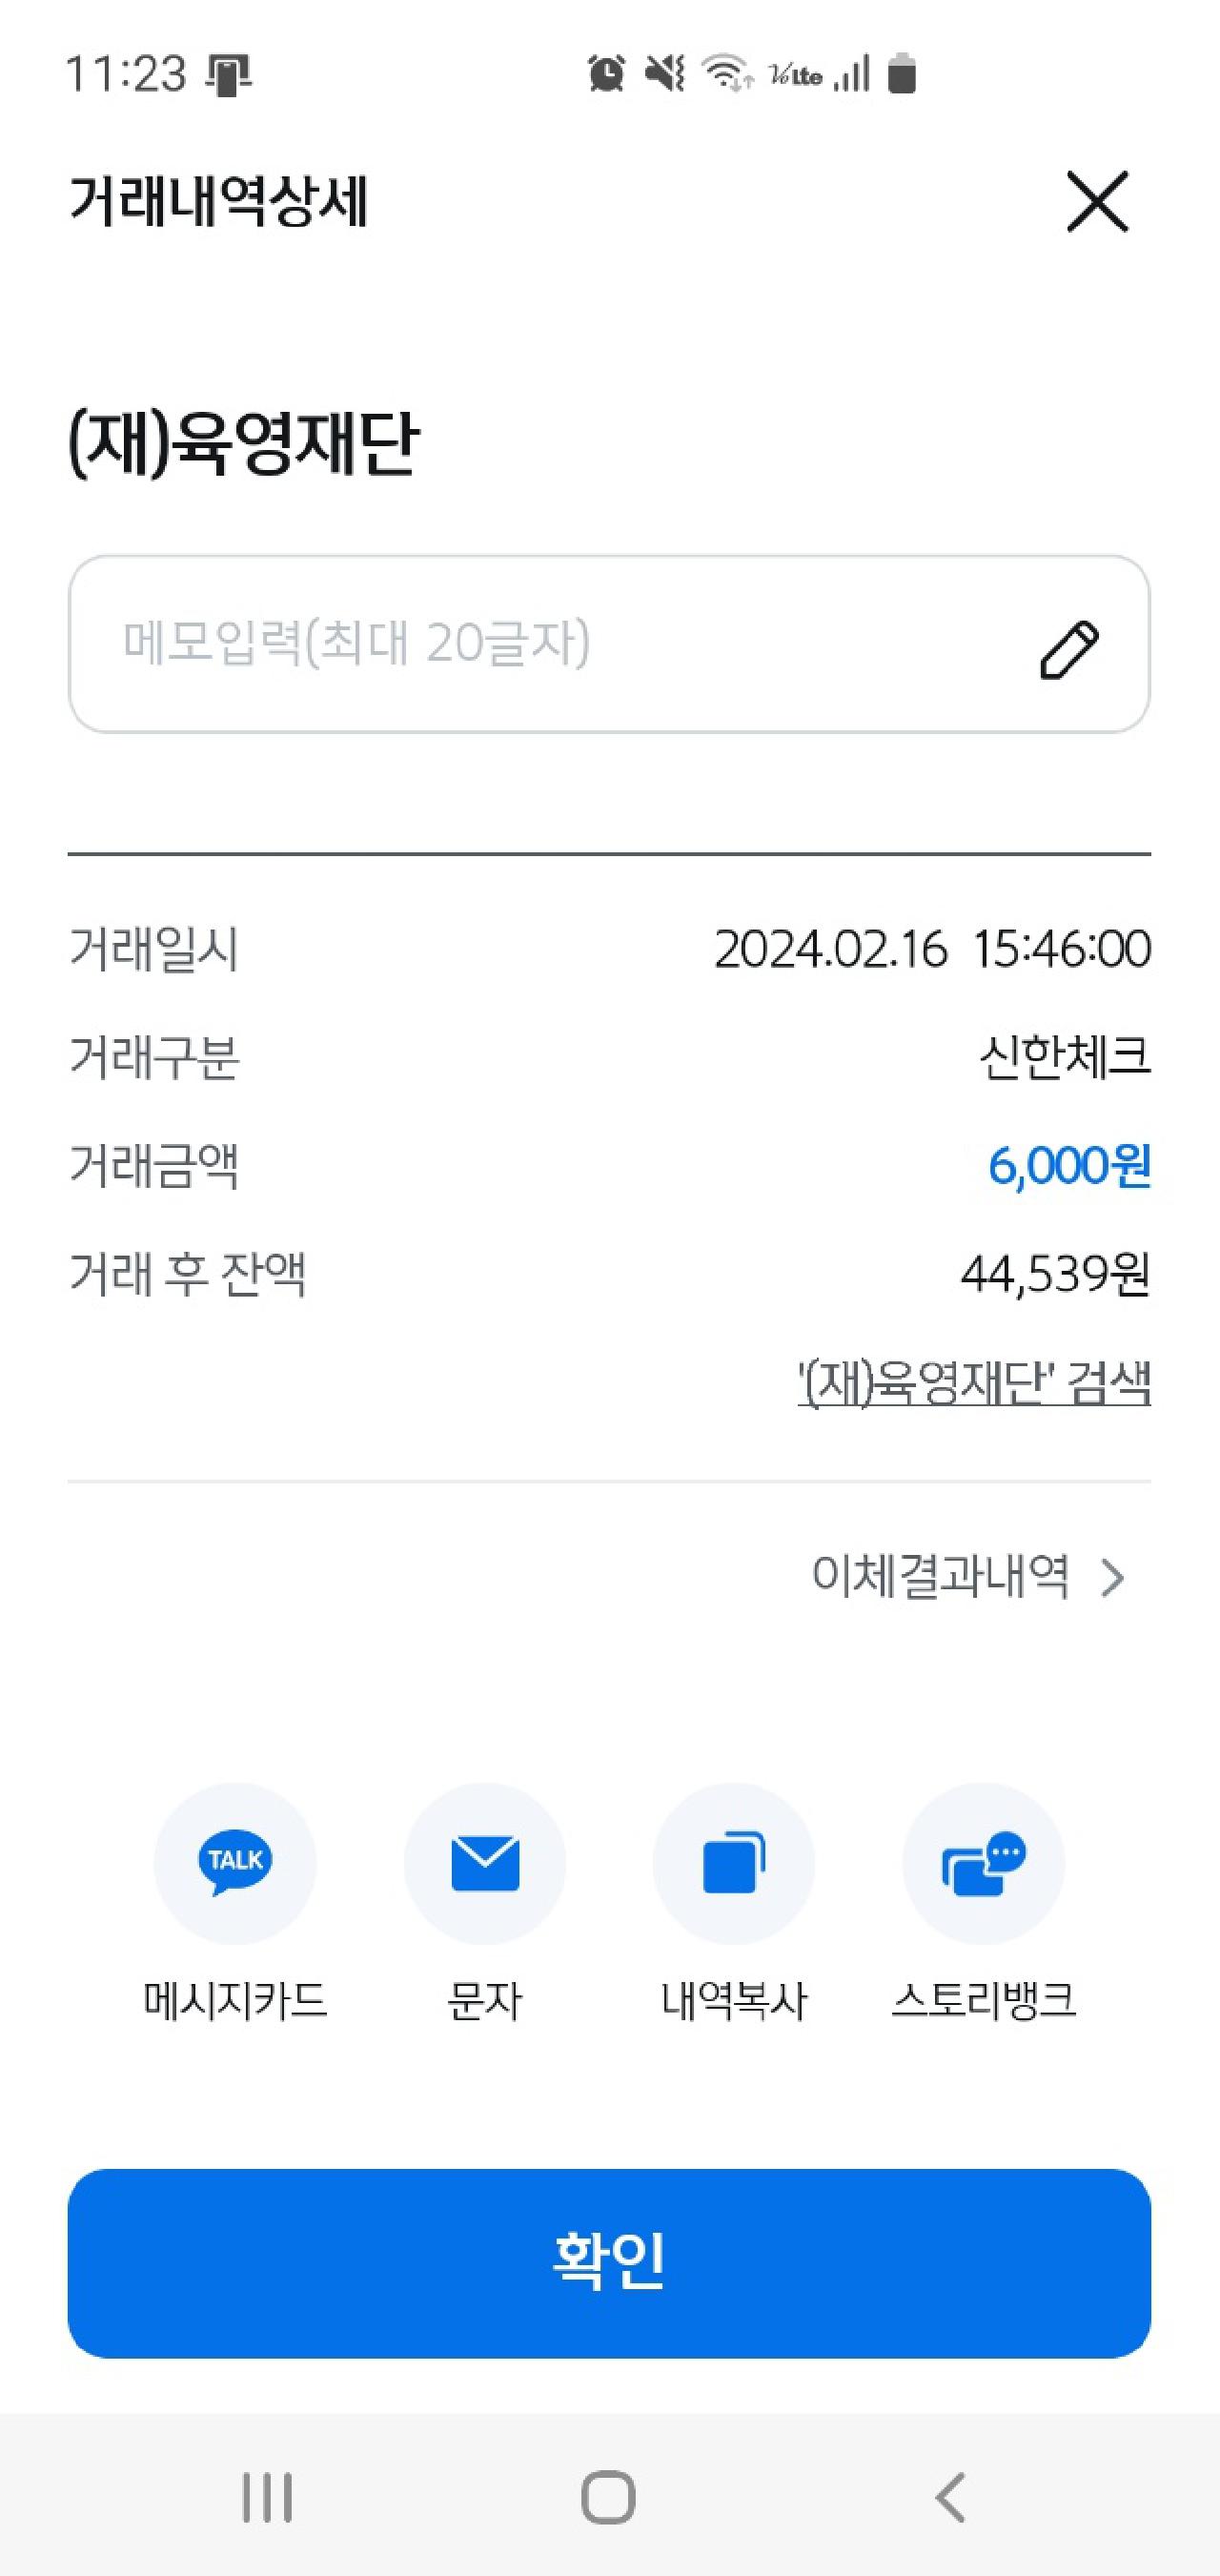 11:23 VoLTE
거래내역상세
(재)육영재단
메모입력(최대 20글자)
거래일시 2024.02.16 15:46:00
거래구분 신한체크
거래금액 6,000원
거래 후 잔액 44,539원
'(재)육영재단' 검색
이체결과내역
TALK
메시지카드 문자 내역복사 스토리뱅크
확인